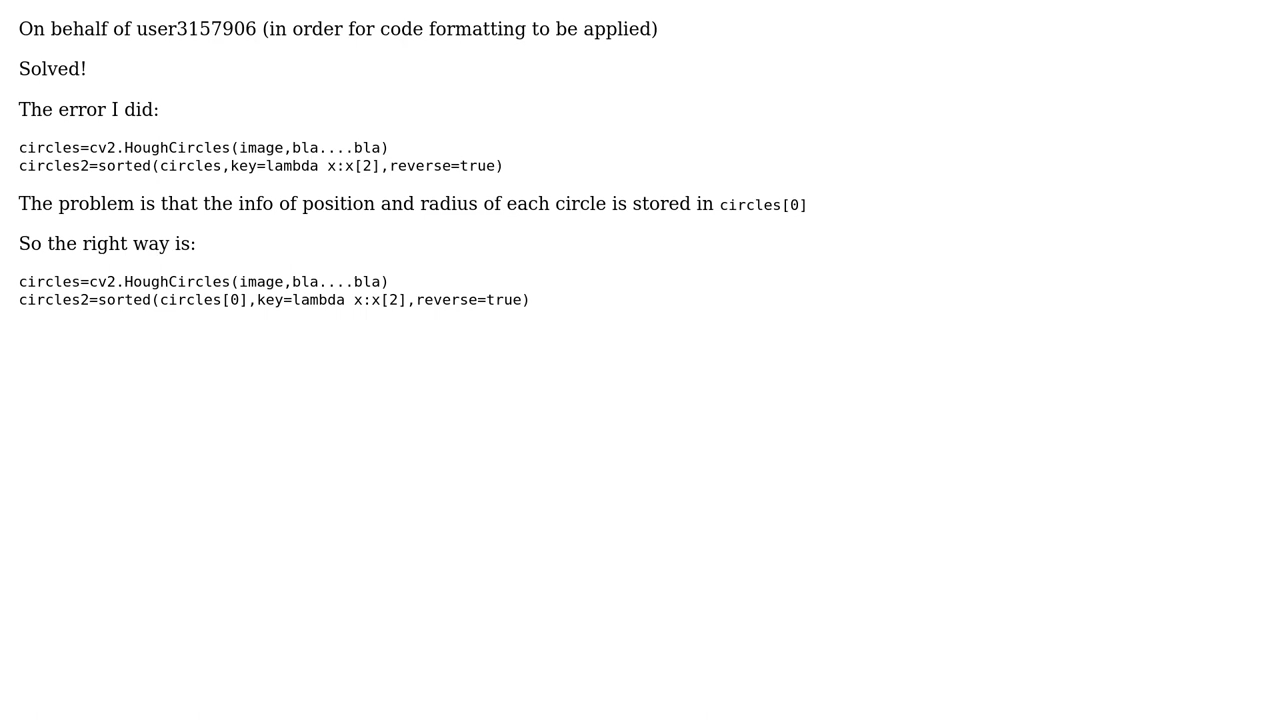 On behalf of user3157906 (in order for code formatting to be applied)
Solved!
The error I did:
circles=cv2.HoughCircles(image,bla....bla)
circles2=sorted(circles,key=lambda x:x[2],reverse=true)
The problem is that the info of position and radius of each circle is stored in circles[0]
So the right way is:
circles=cv2.HoughCircles(image,bla....bla)
circles2=sorted(circles[0],key=lambda x:x[2],reverse=true)